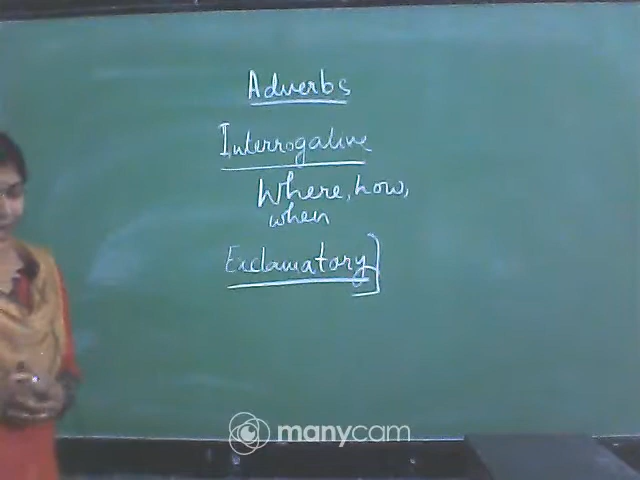 Adverbs
Interrogative
Where, how,
when
Exclamatory
manycam